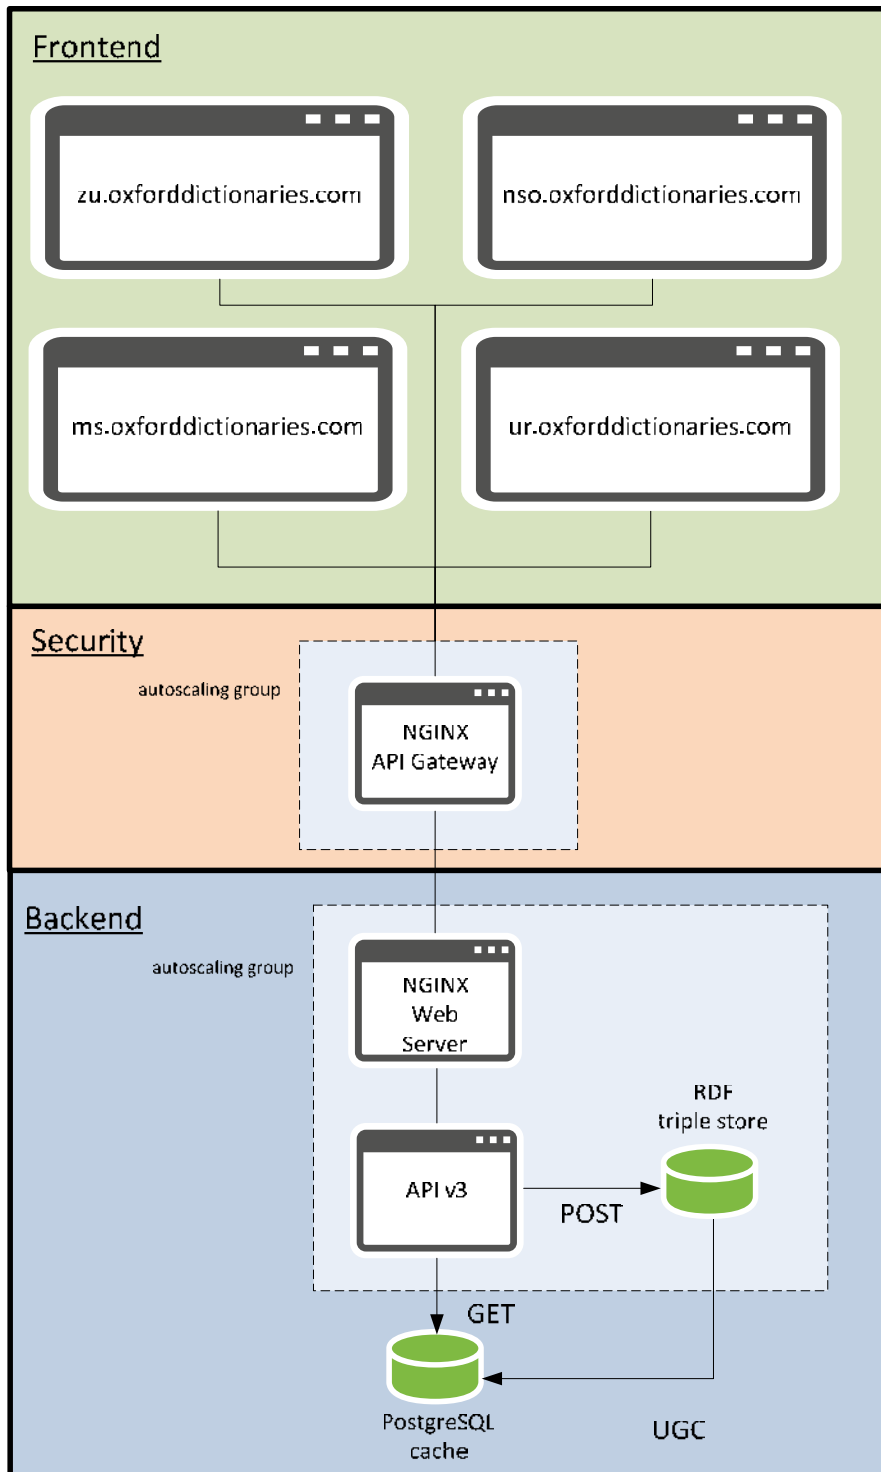 Frontend
zu.oxforddictionaries.com
nso.oxforddictionaries.com
ms.oxforddictionaries.com
ur.oxforddictionaries.com
Security
autoscaling group
NGINX
API Gateway
Backend
autoscaling group
NGINX
Web
Server
RDF
triple store
API v3
POST
GET
PostgreSQL
cache
UGC